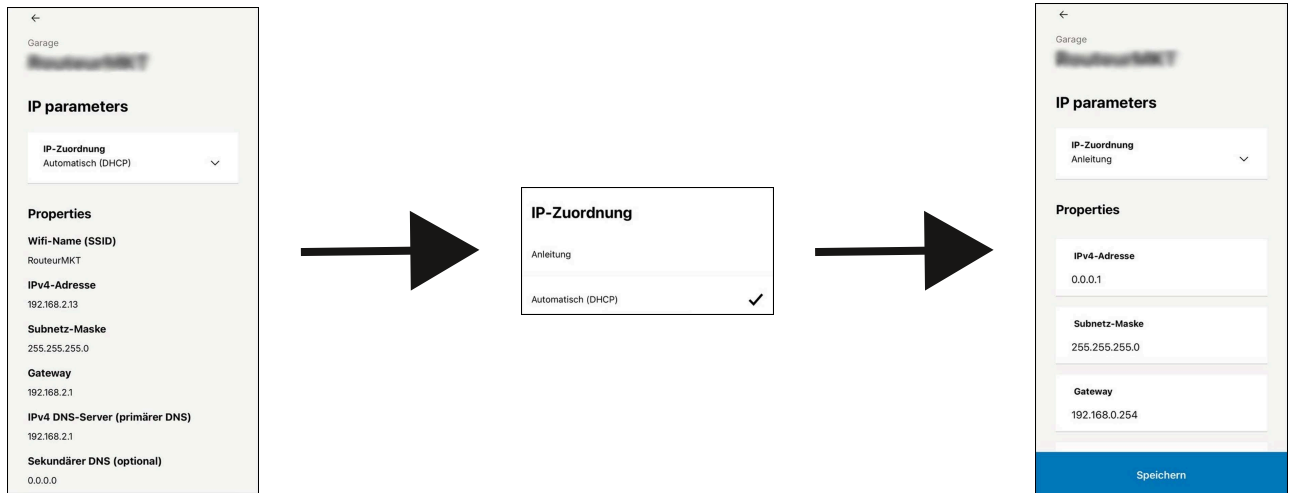 ←
Garage
IP parameters
IP-Zuordnung
Automatisch (DHCP)
Properties
Wifi-Name (SSID)
RouteurMKT
IPv4-Adresse
192.168.2.13
Subnetz-Maske
255.255.255.0
Gateway
192.168.2.1
IPv4 DNS-Server (primärer DNS)
192.168.2.1
Sekundärer DNS (optional)
0.0.0.0
IP-Zuordnung
Anleitung
Automatisch (DHCP)
←
Garage
IP parameters
IP-Zuordnung
Anleitung
Properties
IPv4-Adresse
0.0.0.1
Subnetz-Maske
255.255.255.0
Gateway
192.168.0.254
Speichern